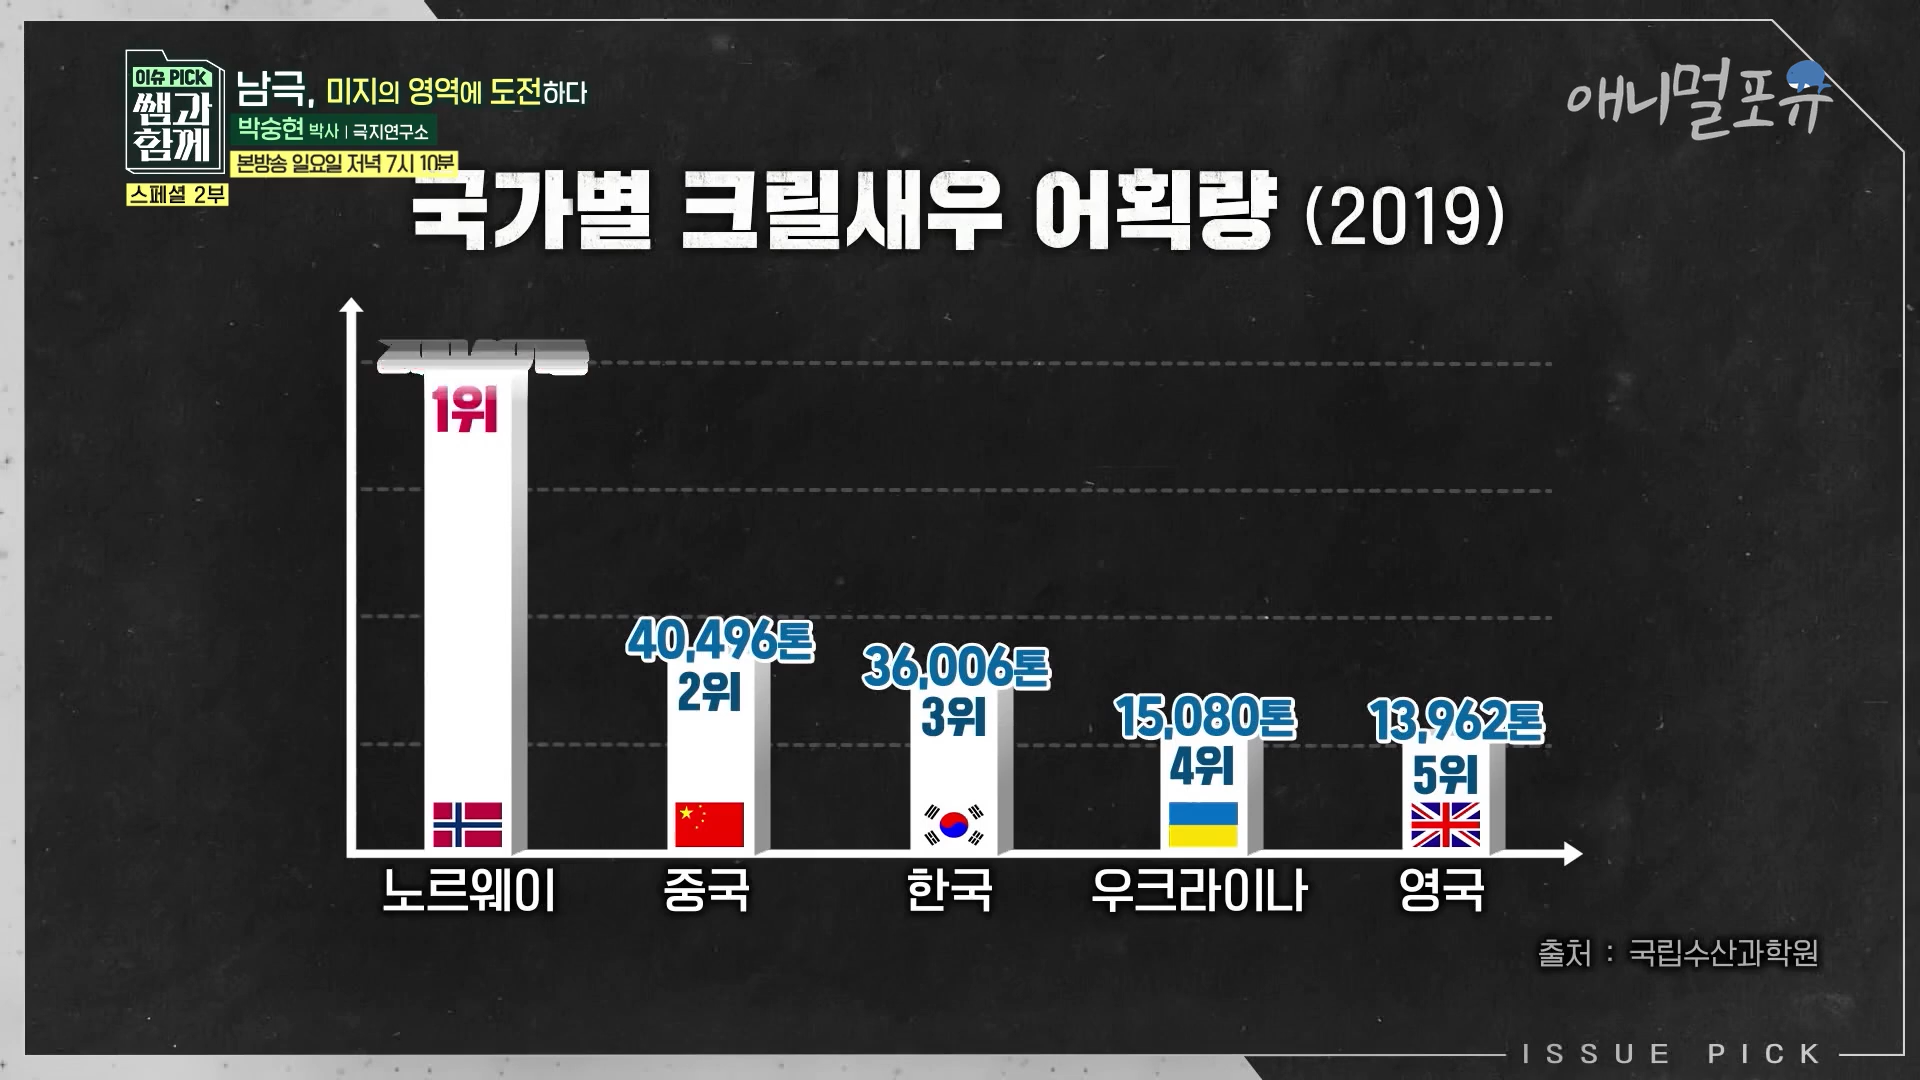 이슈 PICK
쌤과
함께
남극, 미지의 영역에 도전하다
박숭현 박사 | 극지연구소
본방송 일요일 저녁 7시 10분
스페셜 2부
애니멀포유
국가별 크릴새우 어획량 (2019)
1위
40,496톤
2위
36,006톤
3위
15,080톤
4위
13,962톤
5위
노르웨이 중국 한국 우크라이나 영국
출처 : 국립수산과학원
ISSUE PICK